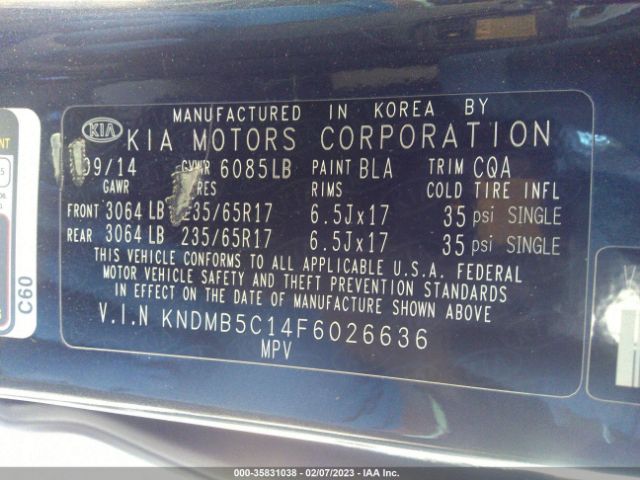 MANUFACTURED IN KOREA BY
KIA KIA MOTORS CORPORATION
09/14 GVWR 6085LB PAINT BLA TRIM CQA
GAWR RIMS COLD TIRE INFL
FRONT 3064 LB 235/65R17 6.5Jx17 35 psi SINGLE
REAR 3064 LB 235/65R17 6.5Jx17 35 psi SINGLE
THIS VEHICLE CONFORMS TO ALL APPLICABLE U.S.A. FEDERAL
MOTOR VEHICLE SAFETY AND THEFT PREVENTION STANDARDS
IN EFFECT ON THE DATE OF MANUFACTURE SHOWN ABOVE
V.I.N KNDMB5C14F6026636
MPV
C60
000-35831038 - 02/07/2023 - IAA Inc.